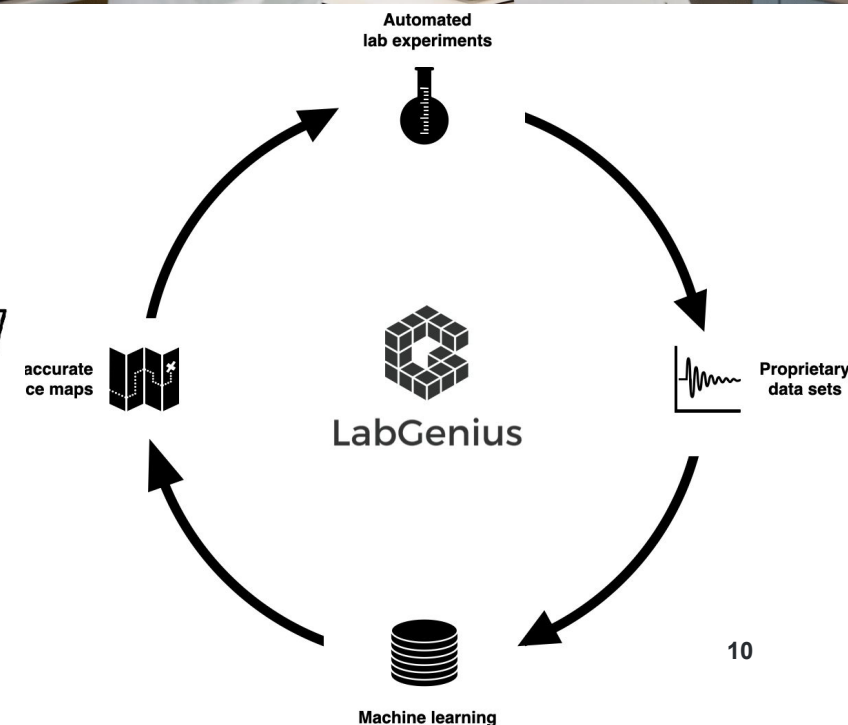 Automated
lab experiments
accurate
ce maps
Proprietary
data sets
LabGenius
10
Machine learning